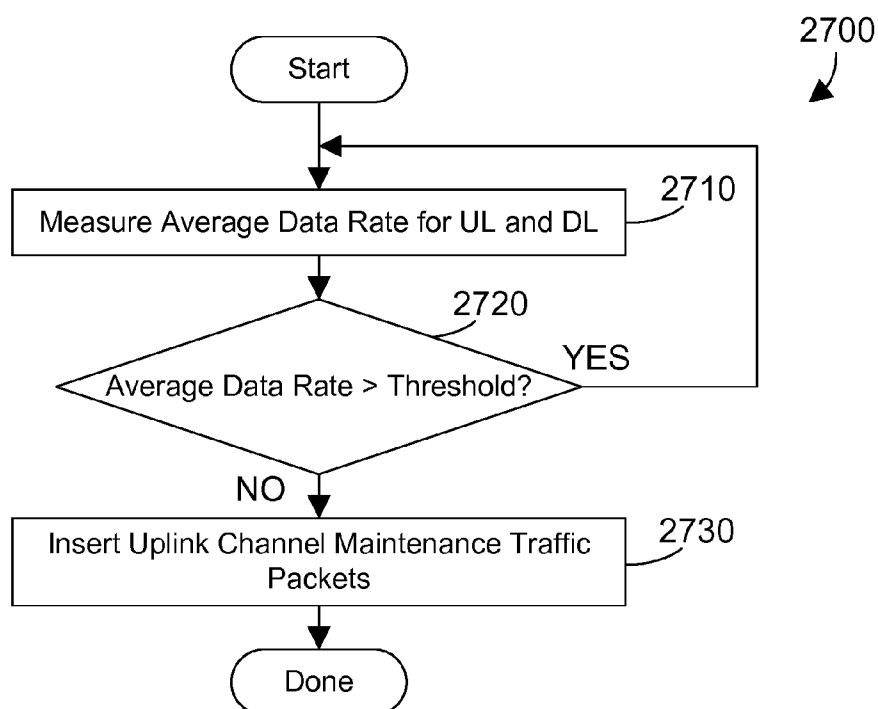 2700
Start
2710
Measure Average Data Rate for UL and DL
2720
YES
Average Data Rate > Threshold?
NO
2730
Insert Uplink Channel Maintenance Traffic
Packets
Done